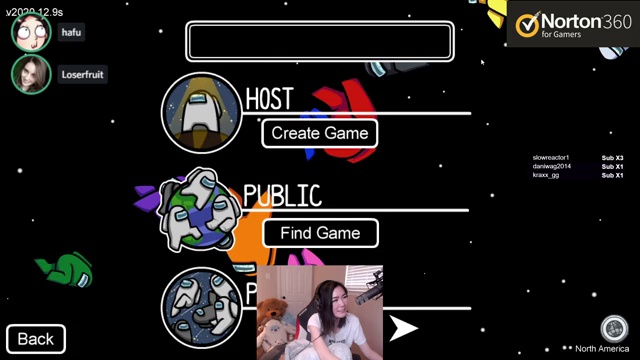 v2020.12.9s
hafu
Loserfruit
Norton360
for Gamers
HOST
Create Game
slowreactor1 Sub X3
daniwag2014 Sub X1
kraxx_gg Sub X1
PUBLIC
Find Game
P
Back
North America